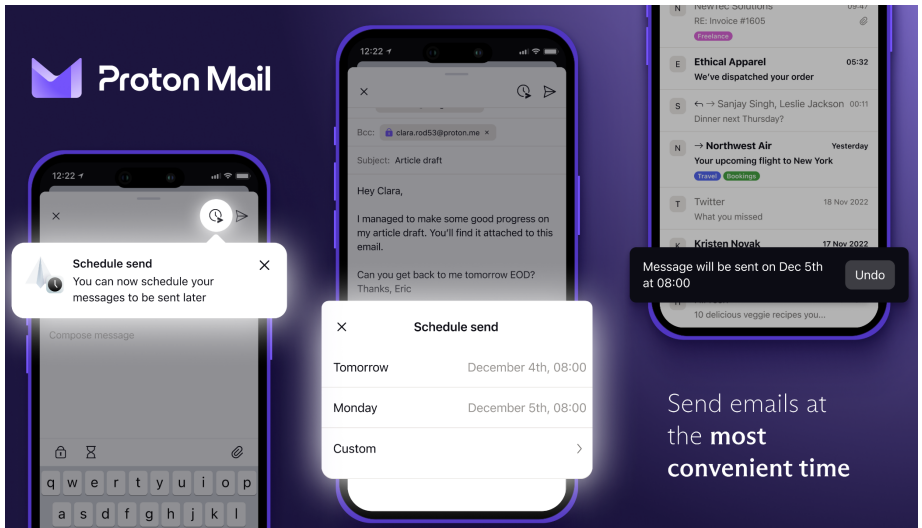 Proton Mail
12:22
Schedule send
You can now schedule your
messages to be sent later
Compose message
q w e r t y u i o p
a s d f g h j k l
12:22
Bcc: clara.rod53@proton.me ×
Subject: Article draft
Hey Clara,
I managed to make some good progress on
my article draft. You'll find it attached to this
email.
Can you get back to me tomorrow EOD?
Thanks, Eric
Schedule send
Tomorrow December 4th, 08:00
Monday December 5th, 08:00
Custom
N NewTec Solutions 09:47
RE: Invoice #1605
Freelance
E Ethical Apparel 05:32
We've dispatched your order
S Sanjay Singh, Leslie Jackson 00:11
Dinner next Thursday?
N → Northwest Air Yesterday
Your upcoming flight to New York
Travel Bookings
T Twitter 18 Nov 2022
What you missed
K Kristen Novak 17 Nov 2022
Message will be sent on Dec 5th
at 08:00
Undo
10 delicious veggie recipes you...
Send emails at
the most
convenient time